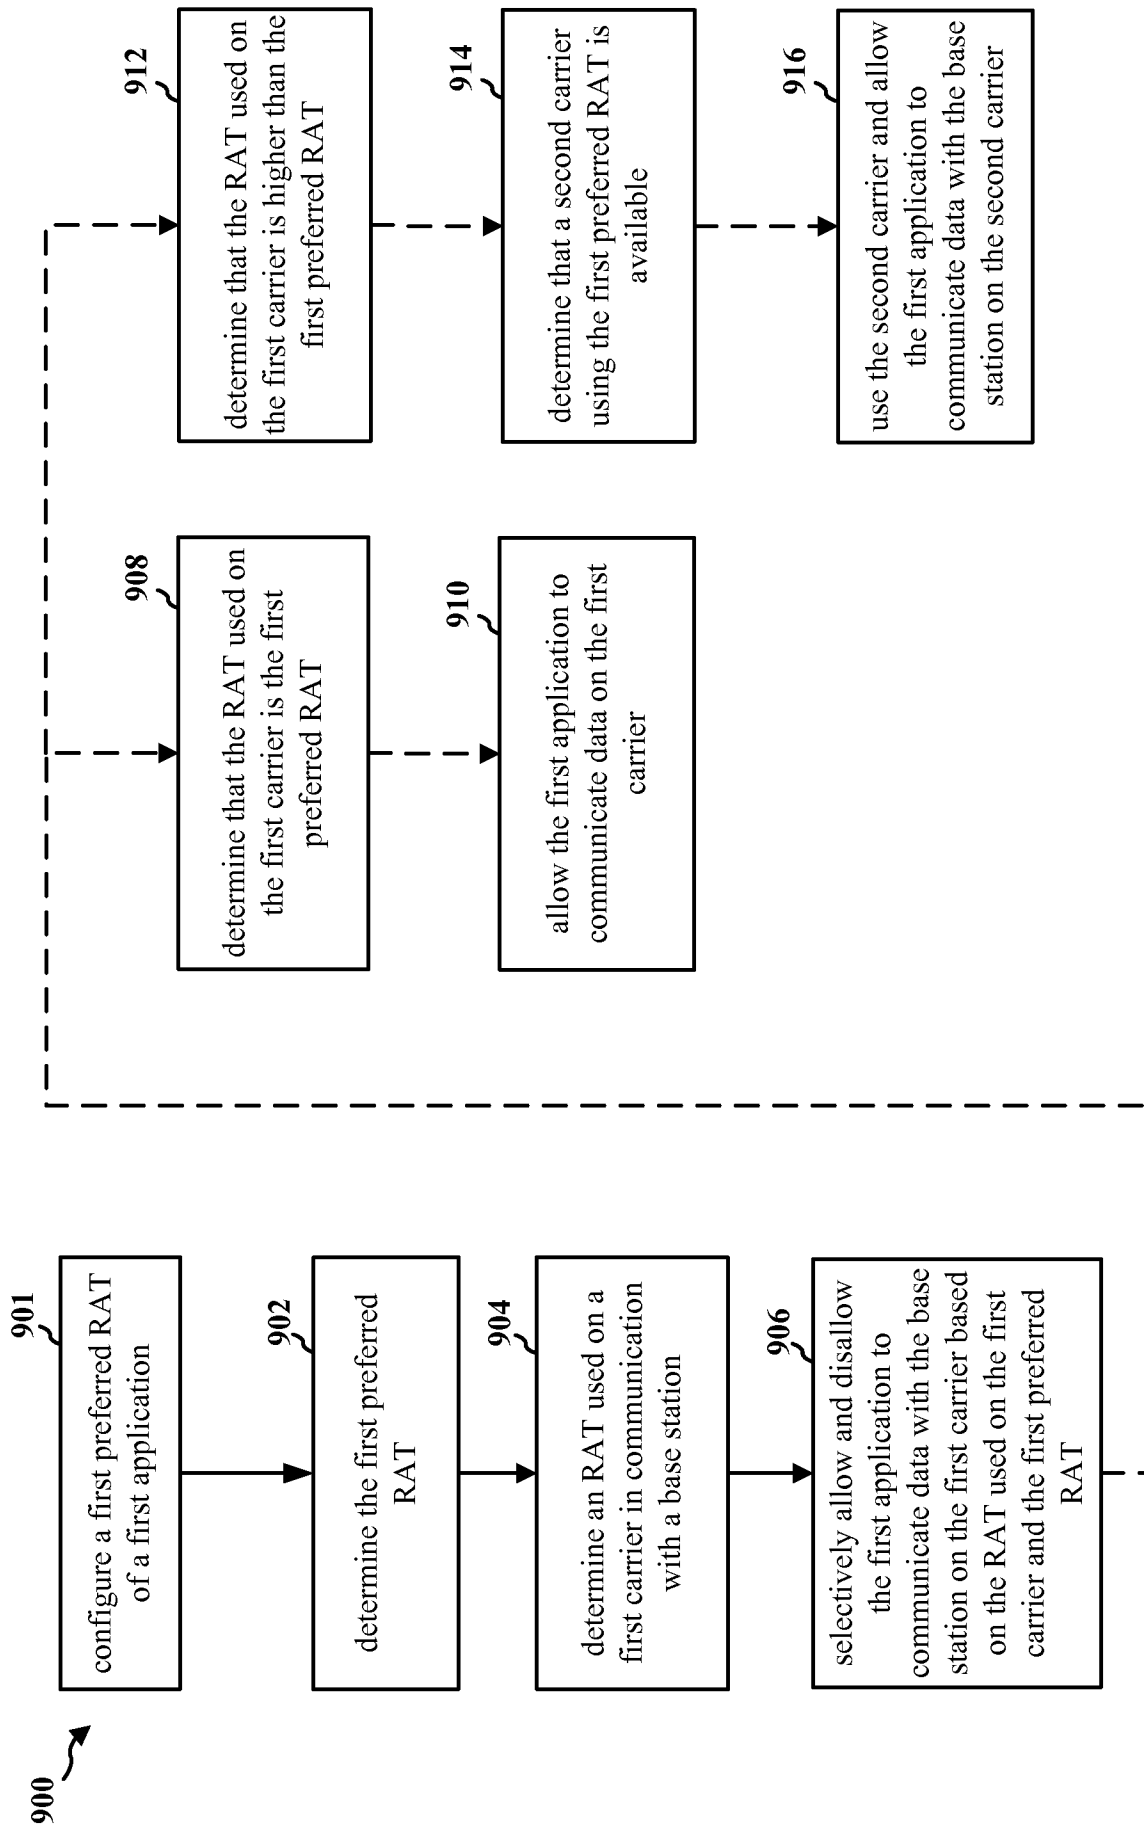 900
901
configure a first preferred RAT
of a first application
902
determine the first preferred
RAT
904
determine an RAT used on a
first carrier in communication
with a base station
906
selectively allow and disallow
the first application to
communicate data with the base
station on the first carrier based
on the RAT used on the first
carrier and the first preferred
RAT
908
determine that the RAT used on
the first carrier is the first
preferred RAT
910
allow the first application to
communicate data on the first
carrier
912
determine that the RAT used on
the first carrier is higher than the
first preferred RAT
914
determine that a second carrier
using the first preferred RAT is
available
916
use the second carrier and allow
the first application to
communicate data with the base
station on the second carrier